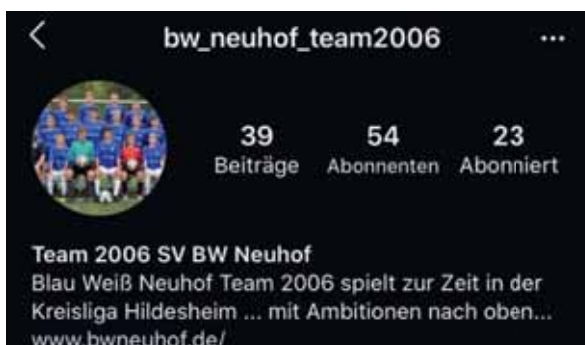 bw_neuhof_team2006
39 54 23
Beiträge Abonnenten Abonniert
Team 2006 SV BW Neuhof
Blau Weiß Neuhof Team 2006 spielt zur Zeit in der
Kreisliga Hildesheim ... mit Ambitionen nach oben...
www.bwneuhof.de/